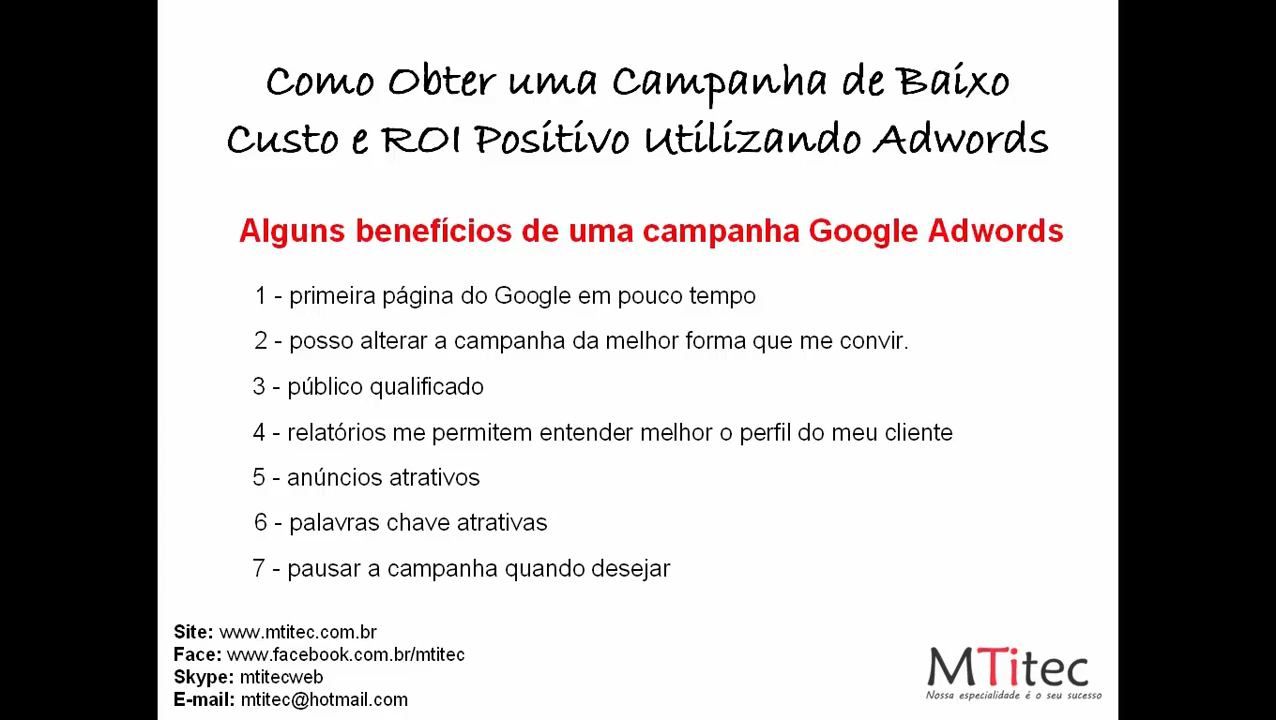 Como Obter uma Campanha de Baixo
Custo e ROI Positivo Utilizando Adwords
Alguns benefícios de uma campanha Google Adwords
1 - primeira página do Google em pouco tempo
2 - posso alterar a campanha da melhor forma que me convir.
3 - público qualificado
4 - relatórios me permitem entender melhor o perfil do meu cliente
5 - anúncios atrativos
6 - palavras chave atrativas
7 - pausar a campanha quando desejar
Site: www.mtitec.com.br
Face: www.facebook.com.br/mtitec
Skype: mtitecweb
E-mail: mtitec@hotmail.com
MTitec
Nossa especialidade é o seu sucesso